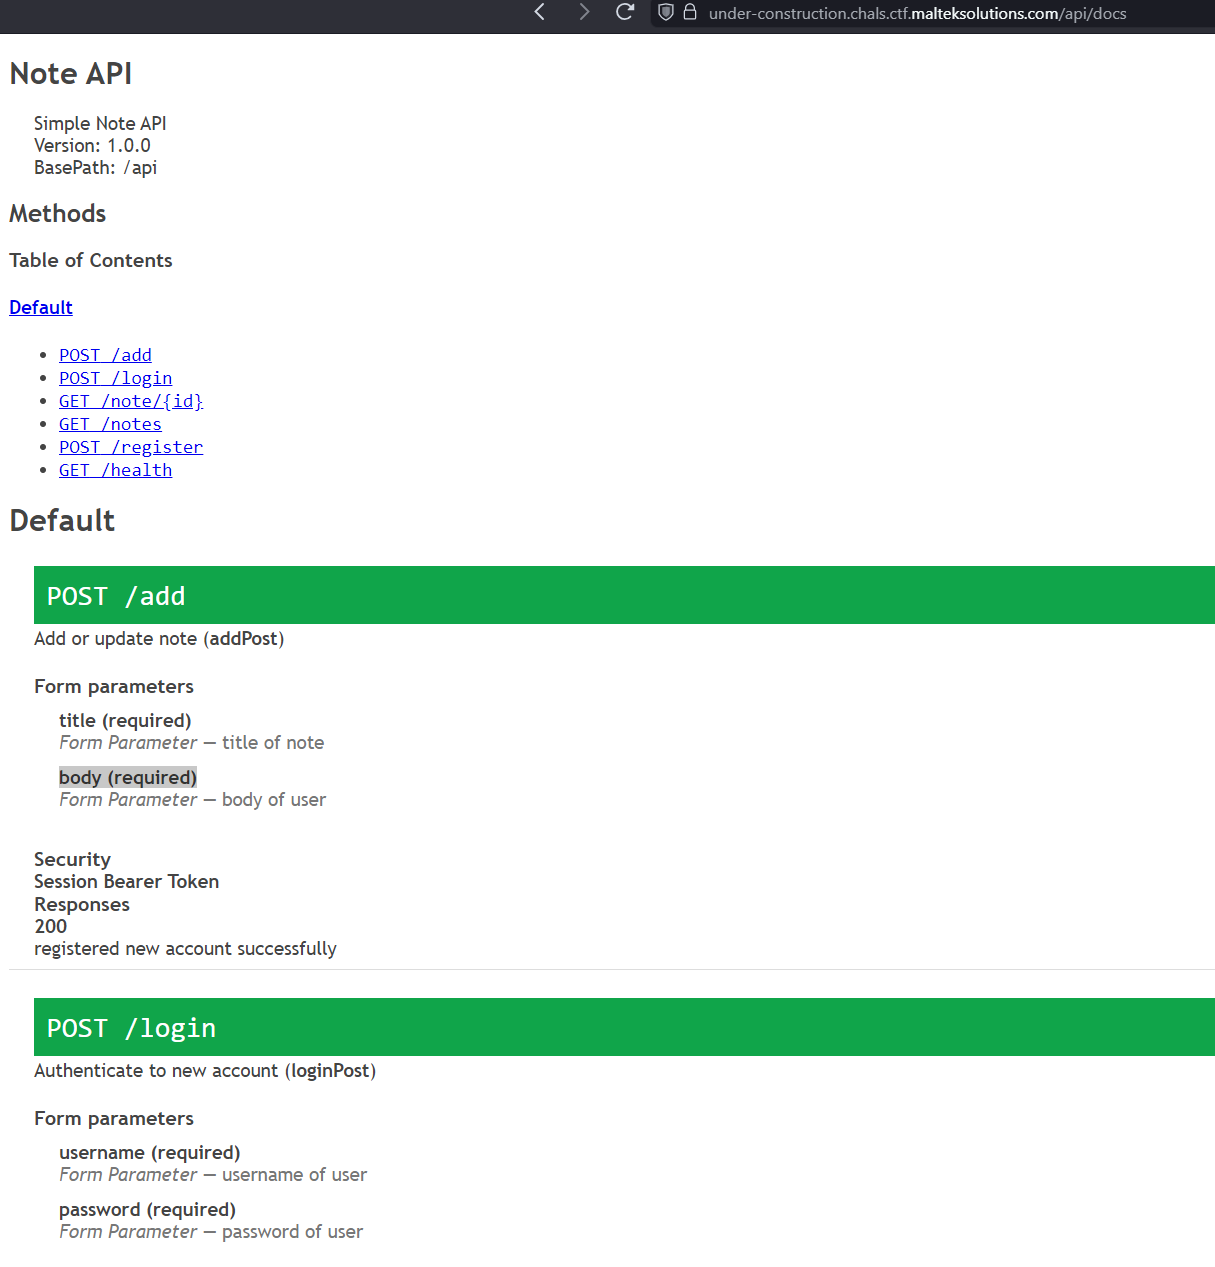 under-construction.chals.ctf.malteksolutions.com/api/docs
Note API
Simple Note API
Version: 1.0.0
BasePath: /api
Methods
Table of Contents
Default
POST /add
POST /login
GET /note/{id}
GET /notes
POST /register
GET /health
Default
POST /add
Add or update note (addPost)
Form parameters
title (required)
Form Parameter — title of note
body (required)
Form Parameter — body of user
Security
Session Bearer Token
Responses
200
registered new account successfully
POST /login
Authenticate to new account (loginPost)
Form parameters
username (required)
Form Parameter — username of user
password (required)
Form Parameter — password of user